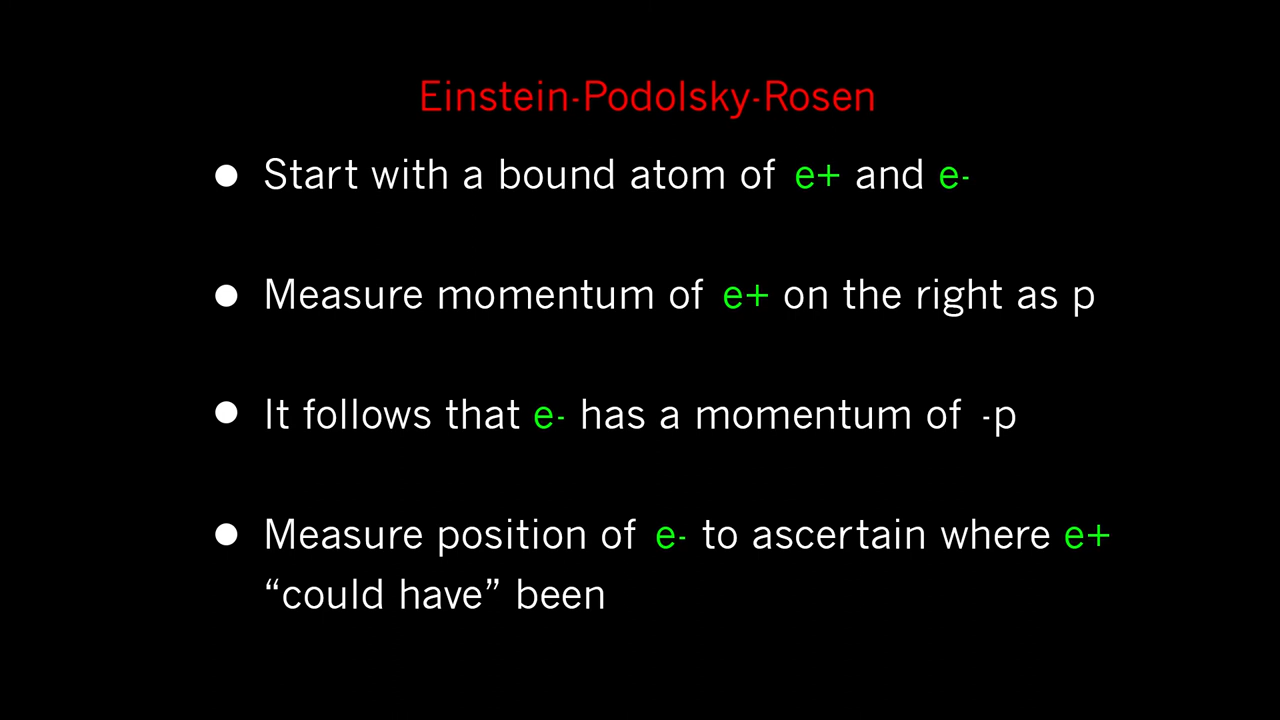 Einstein-Podolsky-Rosen
● Start with a bound atom of e+ and e-
● Measure momentum of e+ on the right as p
● It follows that e- has a momentum of -p
● Measure position of e- to ascertain where e+
“could have” been